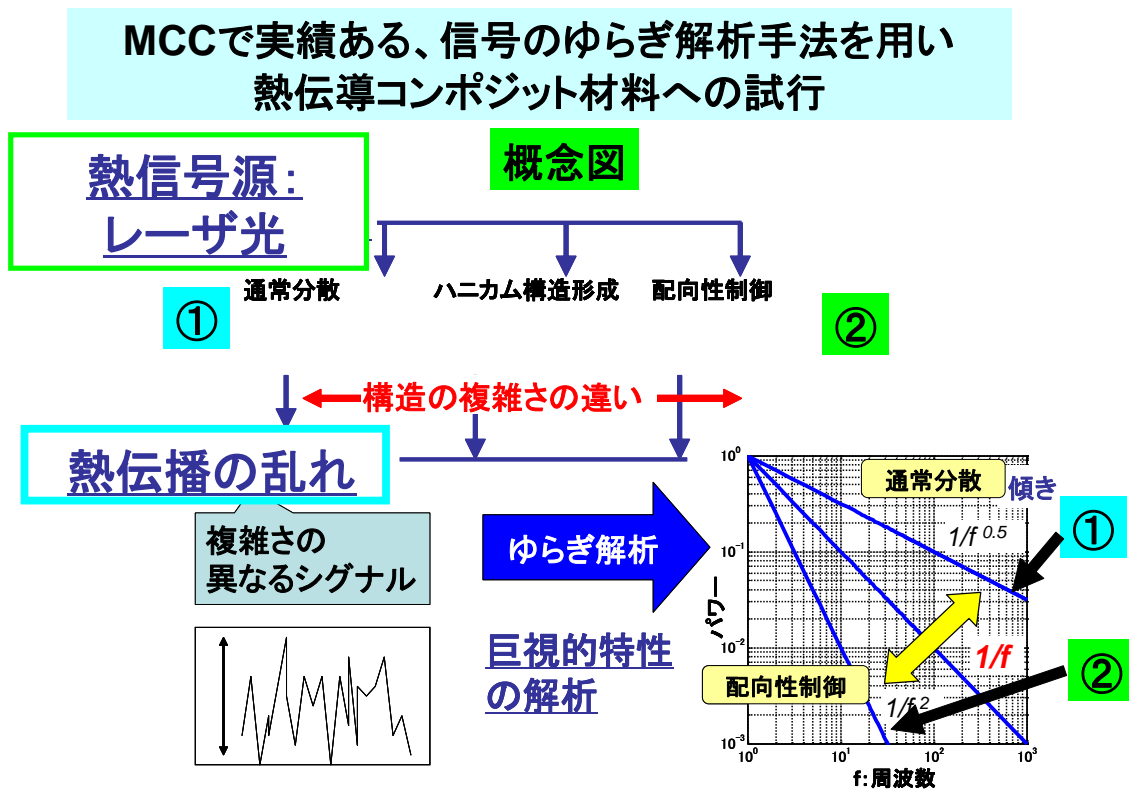 MCCで実績ある、信号のゆらぎ解析手法を用い
熱伝導コンポジット材料への試行
概念図
熱信号源：
レーザ光
通常分散
ハニカム構造形成
配向性制御
①
②
構造の複雑さの違い
熱伝播の乱れ
複雑さの
異なるシグナル
ゆらぎ解析
巨視的特性
の解析
10⁰
10⁻¹
10⁻²
10⁻³
パワー
通常分散
傾き
1/f 0.5
①
1/f
②
配向性制御
1/f 2
10⁰
10¹
10²
10³
f：周波数